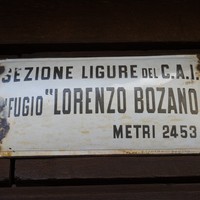 SEZIONE LIGURE DEL C.A.I.
FUGIO "LORENZO BOZANO
METRI 2453